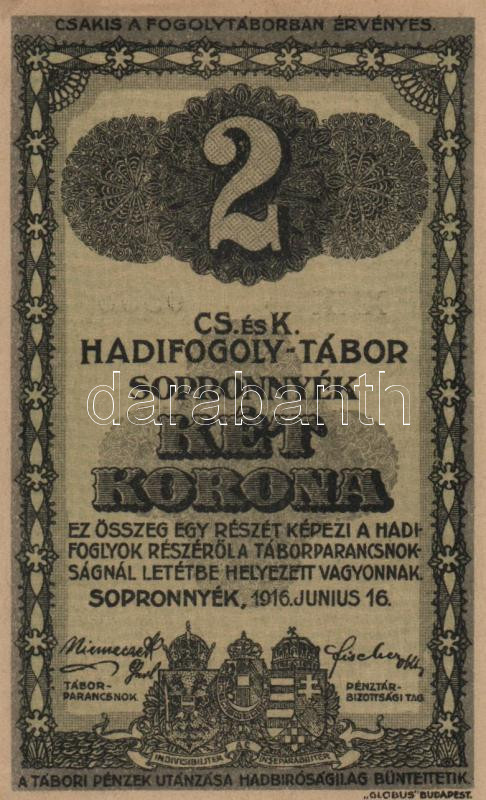 CSAKIS A FOGOLYTÁBORBAN ÉRVÉNYES.
2
CS. és K.
HADIFOGOLY-TÁBOR
SOPRONNYÉK
darabanth
KÉT
KORONA
EZ ÖSSZEG EGY RÉSZÉT KÉPEZI A HADI-
FOGLYOK RÉSZÉRŐL A TÁBORPARANCSNOK-
SÁGNÁL LETÉTBE HELYEZETT VAGYONNAK.
SOPRONNYÉK, 1916. JUNIUS 16.
TÁBOR-
PARANCSNOK.
PÉNZTÁR-
BIZOTTSÁGI TAG.
INDIVISIBILITER AC INSEPARABILITER
A TÁBORI PÉNZEK UTÁNZÁSA HADBIRÓSÁGILAG BÜNTETTETIK.
„GLOBUS" BUDAPEST.